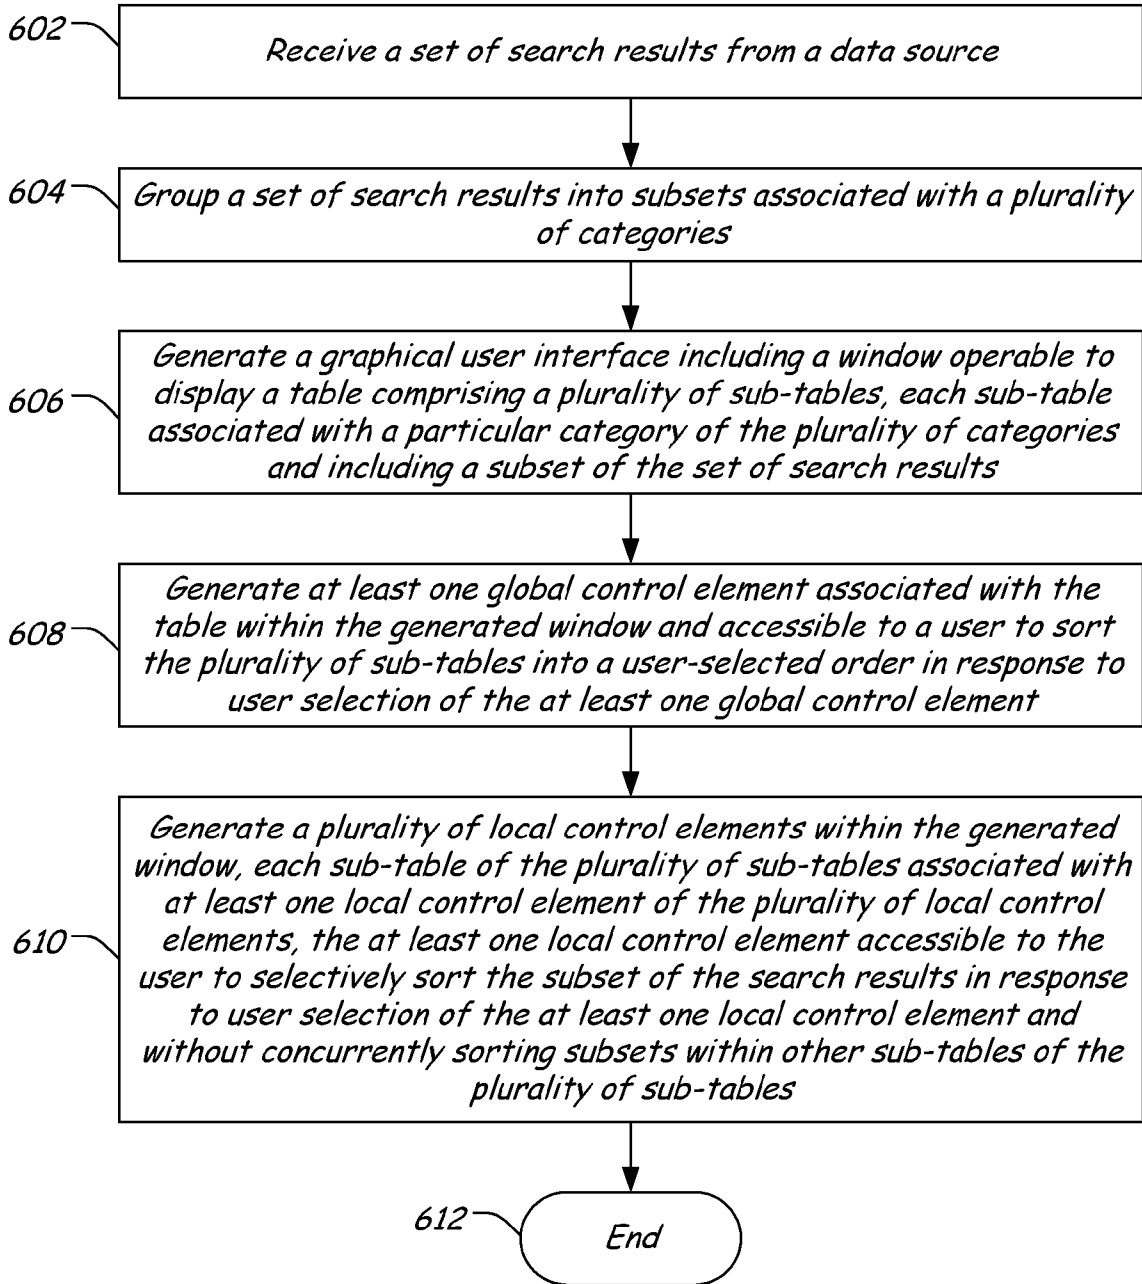 602
Receive a set of search results from a data source
604
Group a set of search results into subsets associated with a plurality
of categories
606
Generate a graphical user interface including a window operable to
display a table comprising a plurality of sub-tables, each sub-table
associated with a particular category of the plurality of categories
and including a subset of the set of search results
608
Generate at least one global control element associated with the
table within the generated window and accessible to a user to sort
the plurality of sub-tables into a user-selected order in response to
user selection of the at least one global control element
610
Generate a plurality of local control elements within the generated
window, each sub-table of the plurality of sub-tables associated with
at least one local control element of the plurality of local control
elements, the at least one local control element accessible to the
user to selectively sort the subset of the search results in response
to user selection of the at least one local control element and
without concurrently sorting subsets within other sub-tables of the
plurality of sub-tables
612
End